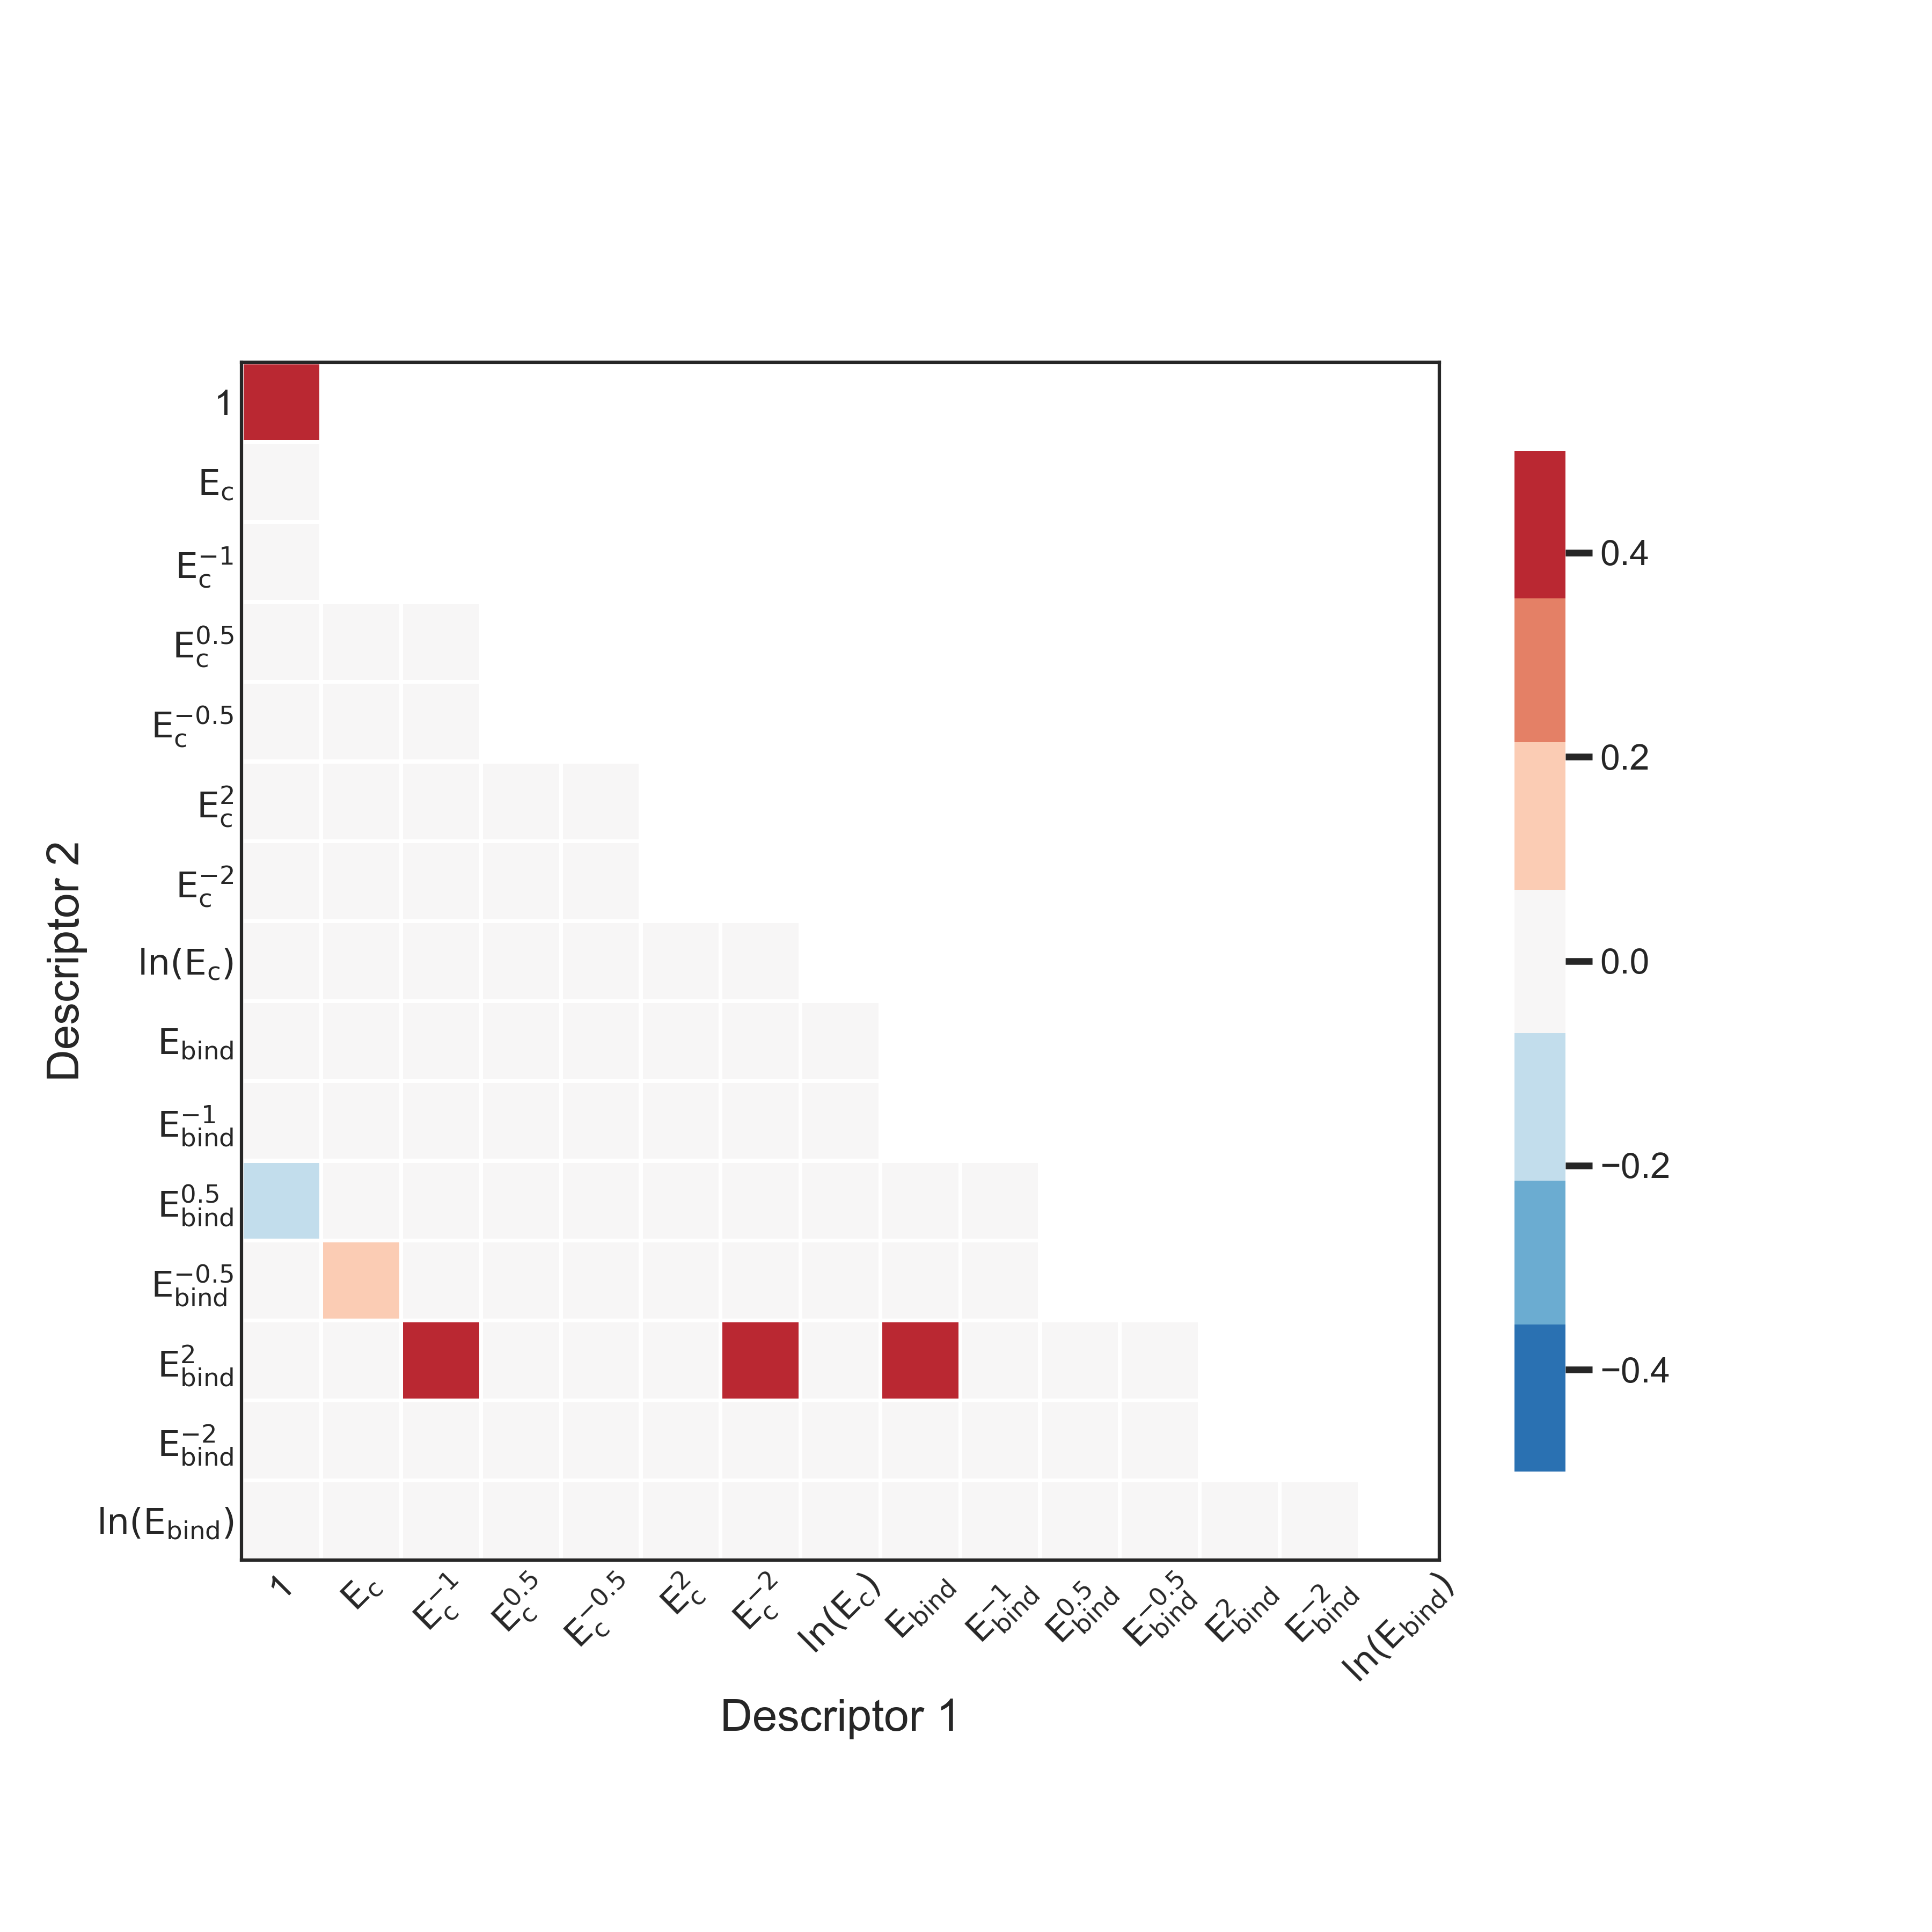 1
E_c
E_c^−1
E_c^0.5
E_c^−0.5
E_c^2
E_c^−2
ln(E_c)
E_bind
E_bind^−1
E_bind^0.5
E_bind^−0.5
E_bind^2
E_bind^−2
ln(E_bind)
Descriptor 2
1
E_c
E_c^−1
E_c^0.5
E_c^−0.5
E_c^2
E_c^−2
ln(E_c)
E_bind
E_bind^−1
E_bind^0.5
E_bind^−0.5
E_bind^2
E_bind^−2
ln(E_bind)
Descriptor 1
0.4
0.2
0.0
−0.2
−0.4